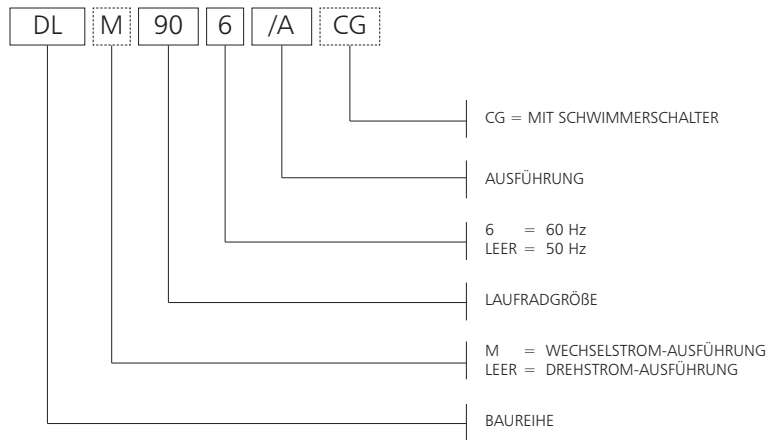 DL M 90 6 /A CG
CG = MIT SCHWIMMERSCHALTER
AUSFÜHRUNG
6 = 60 Hz
LEER = 50 Hz
LAUFRADGRÖßE
M = WECHSELSTROM-AUSFÜHRUNG
LEER = DREHSTROM-AUSFÜHRUNG
BAUREIHE